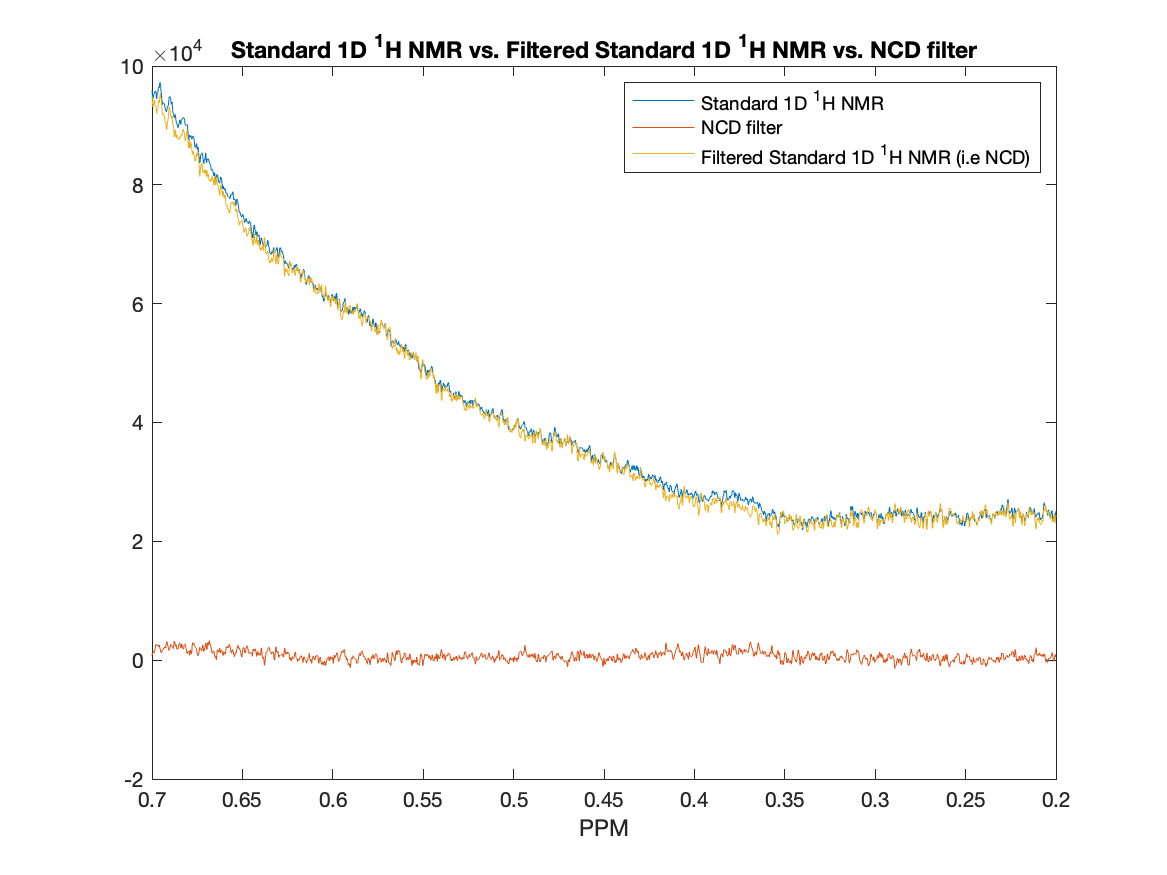 Standard 1D ¹H NMR vs. Filtered Standard 1D ¹H NMR vs. NCD filter
×10⁴
Standard 1D ¹H NMR
NCD filter
Filtered Standard 1D ¹H NMR (i.e NCD)
10
8
6
4
2
0
-2
0.7 0.65 0.6 0.55 0.5 0.45 0.4 0.35 0.3 0.25 0.2
PPM